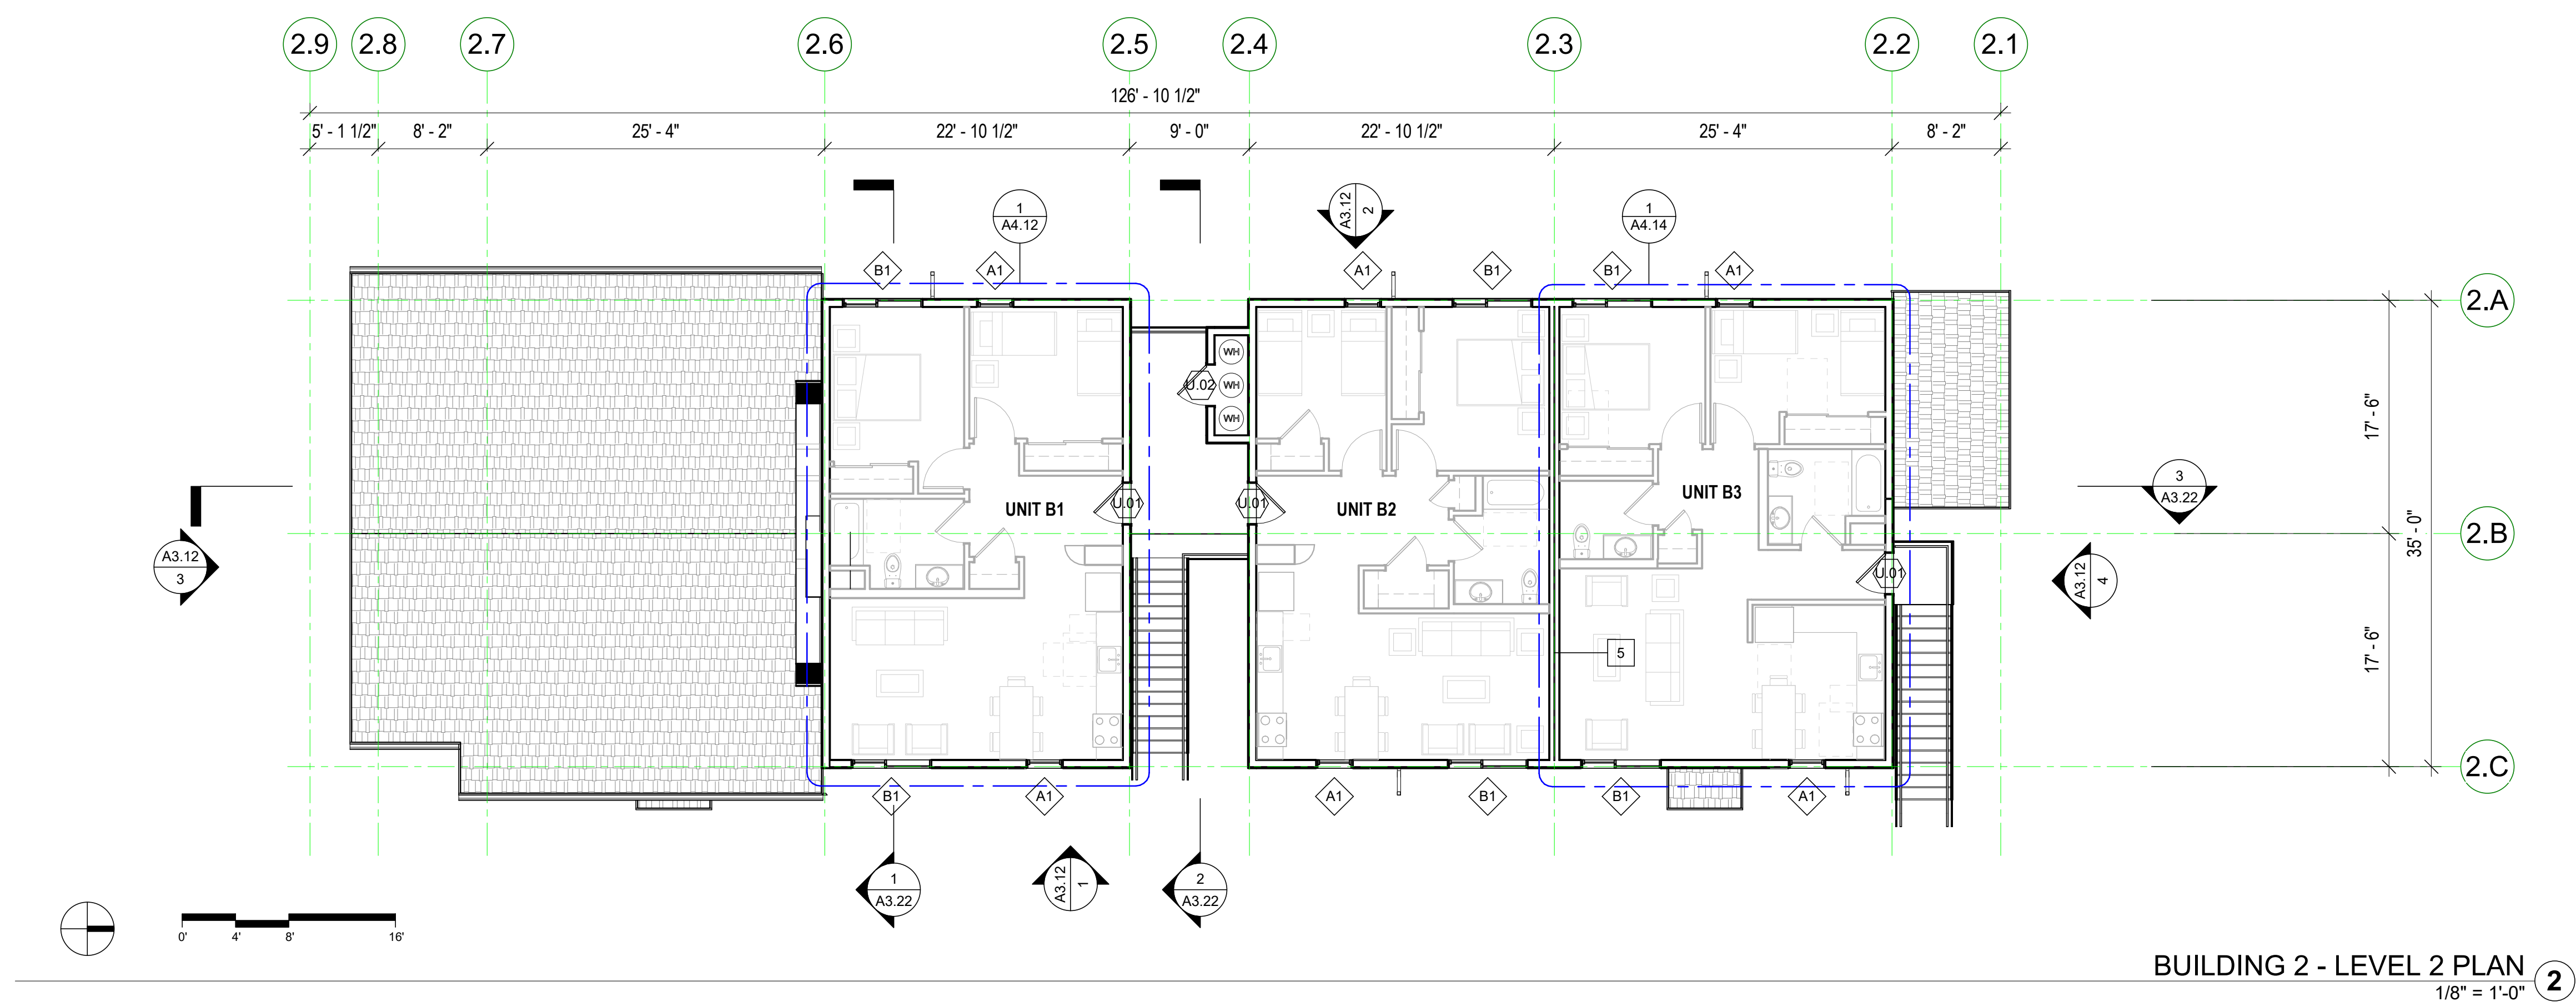 2.9 2.8 2.7 2.6 2.5 2.4 2.3 2.2 2.1
126' - 10 1/2"
5' - 1 1/2" 8' - 2" 25' - 4" 22' - 10 1/2" 9' - 0" 22' - 10 1/2" 25' - 4" 8' - 2"
1
A4.12
A3.12
2
1
A4.14
B1 A1 A1 B1 B1 A1
2.A
WH
U.02 WH
WH
17' - 6"
UNIT B1 U.01 U.01 UNIT B2 UNIT B3
3
A3.22
35' - 0"
2.B
A3.12
3
U.01
A3.12
4
5
17' - 6"
2.C
B1 A1 A1 B1 B1 A1
1
A3.22
A3.12
1
2
A3.22
0' 4' 8' 16'
BUILDING 2 - LEVEL 2 PLAN
2
1/8" = 1'-0"